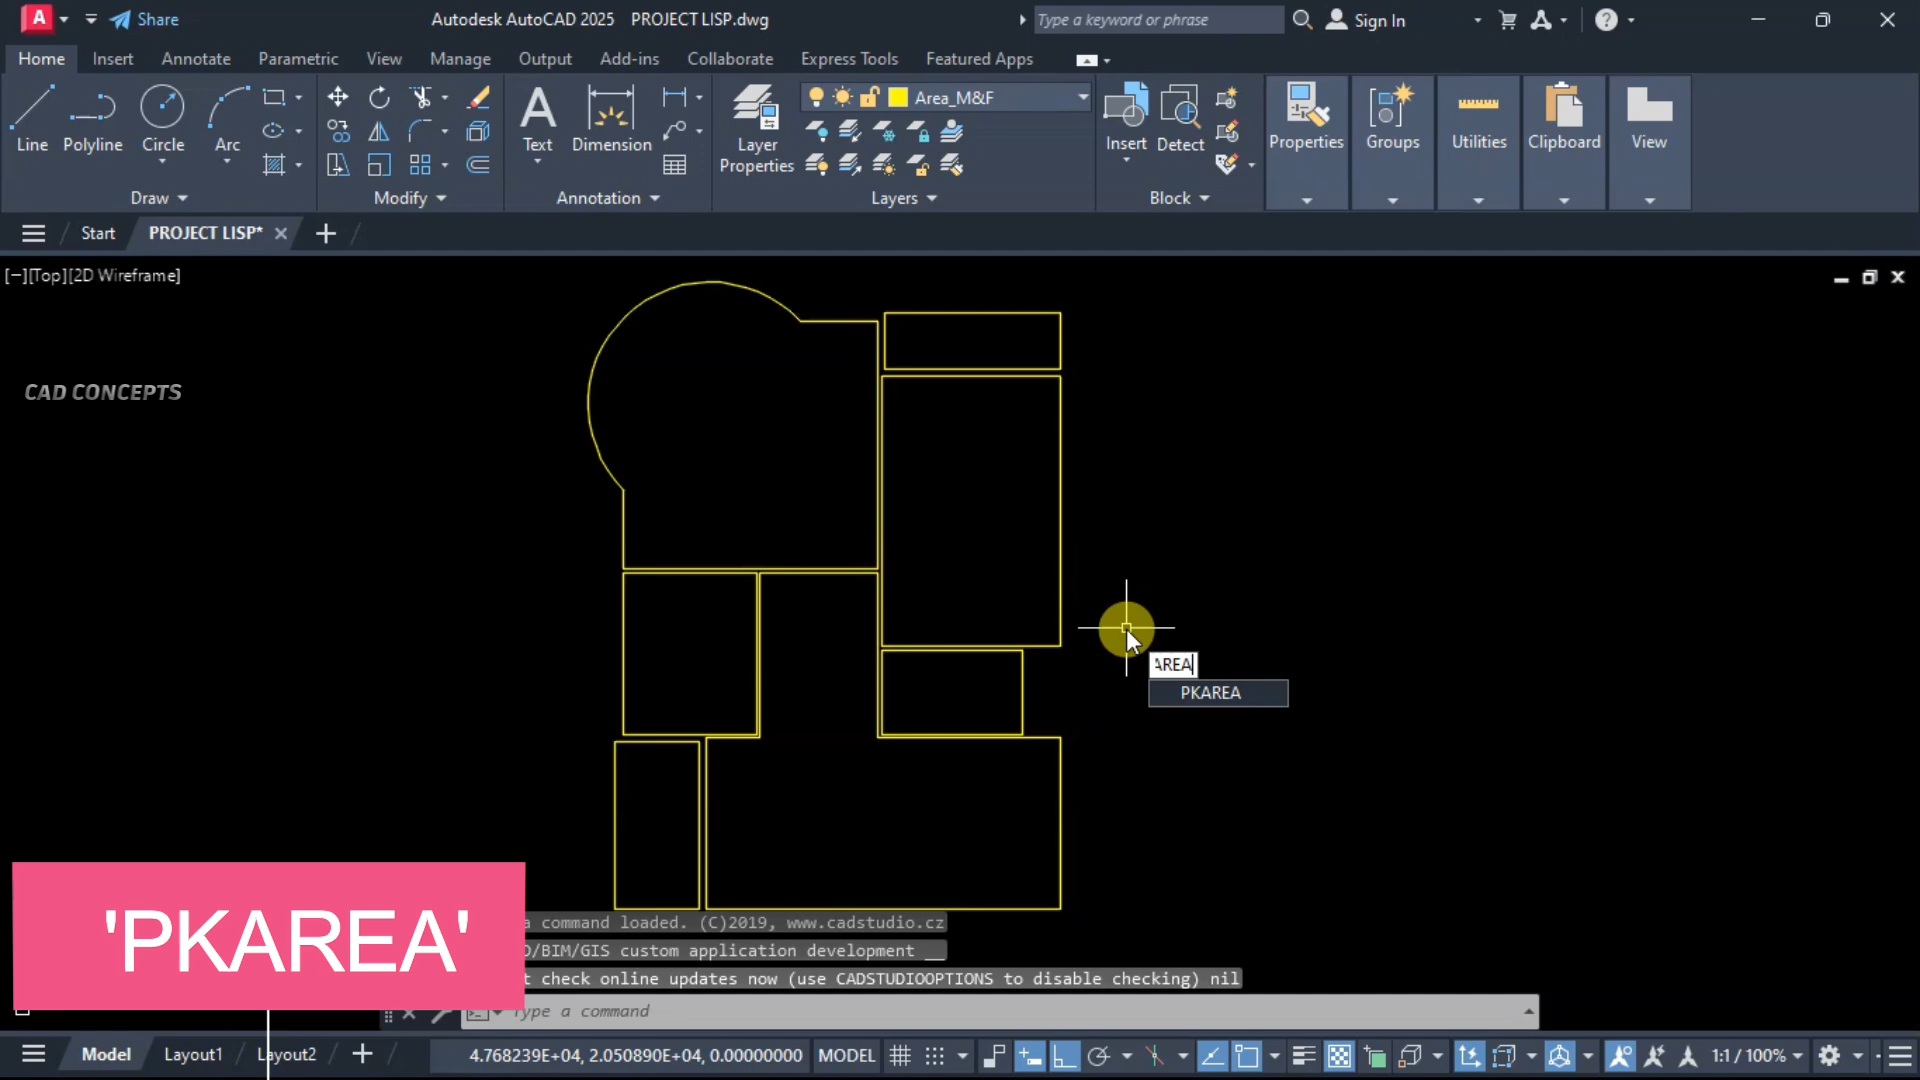 A Share Autodesk AutoCAD 2025 PROJECT LISP.dwg Type a keyword or phrase Sign In
Home Insert Annotate Parametric View Manage Output Add-ins Collaborate Express Tools Featured Apps
Area_M&F
Line Polyline Circle Arc
Text Dimension
Layer Properties
Insert Detect
Properties Groups Utilities Clipboard View
Draw Modify Annotation Layers Block
Start PROJECT LISP*
[−][Top][2D Wireframe]
CAD CONCEPTS
AREA
PKAREA
'PKAREA'
a command loaded. (C)2019, www.cadstudio.cz
D/BIM/GIS custom application development __
t check online updates now (use CADSTUDIOOPTIONS to disable checking) nil
Type a command
Model Layout1 Layout2 4.768239E+04, 2.050890E+04, 0.00000000 MODEL 1:1 / 100%